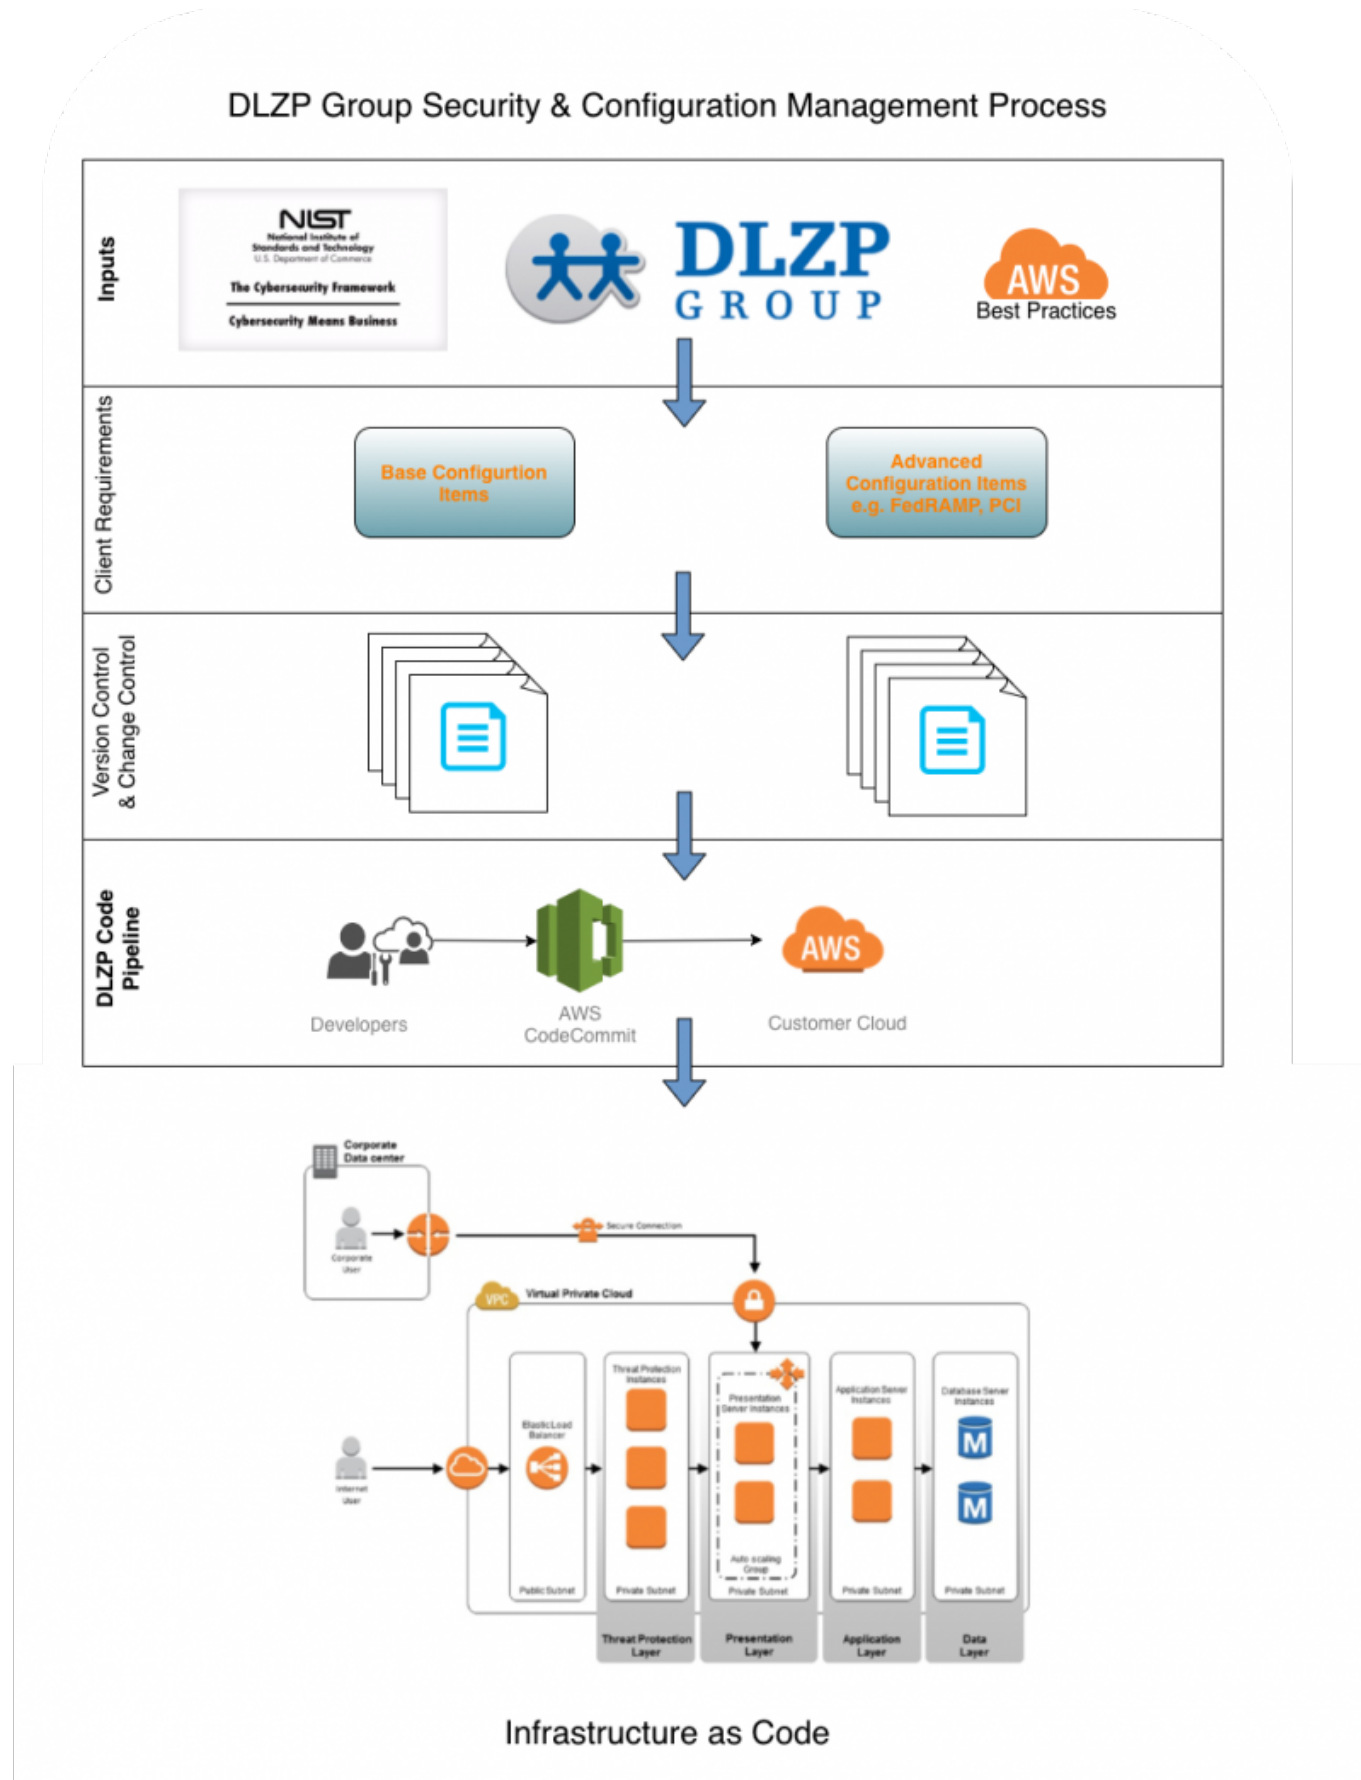 DLZP Group Security & Configuration Management Process
Inputs
NIST
National Institute of
Standards and Technology
U.S. Department of Commerce
The Cybersecurity Framework
Cybersecurity Means Business
DLZP
GROUP
AWS
Best Practices
Client Requirements
Base Configurtion
Items
Advanced
Configuration Items
e.g. FedRAMP, PCI
Version Control
& Change Control
DLZP Code
Pipeline
Developers
AWS
CodeCommit
AWS
Customer Cloud
Corporate
Data center
Corporate
User
Secure Connection
VPC
Virtual Private Cloud
Internet
User
Elastic Load
Balancer
Public Subnet
Threat Protection
Instances
Private Subnet
Presentation
Server Instances
Auto scaling
Group
Private Subnet
Application Server
Instances
Private Subnet
Database Server
Instances
M
M
Private Subnet
Threat Protection
Layer
Presentation
Layer
Application
Layer
Data
Layer
Infrastructure as Code